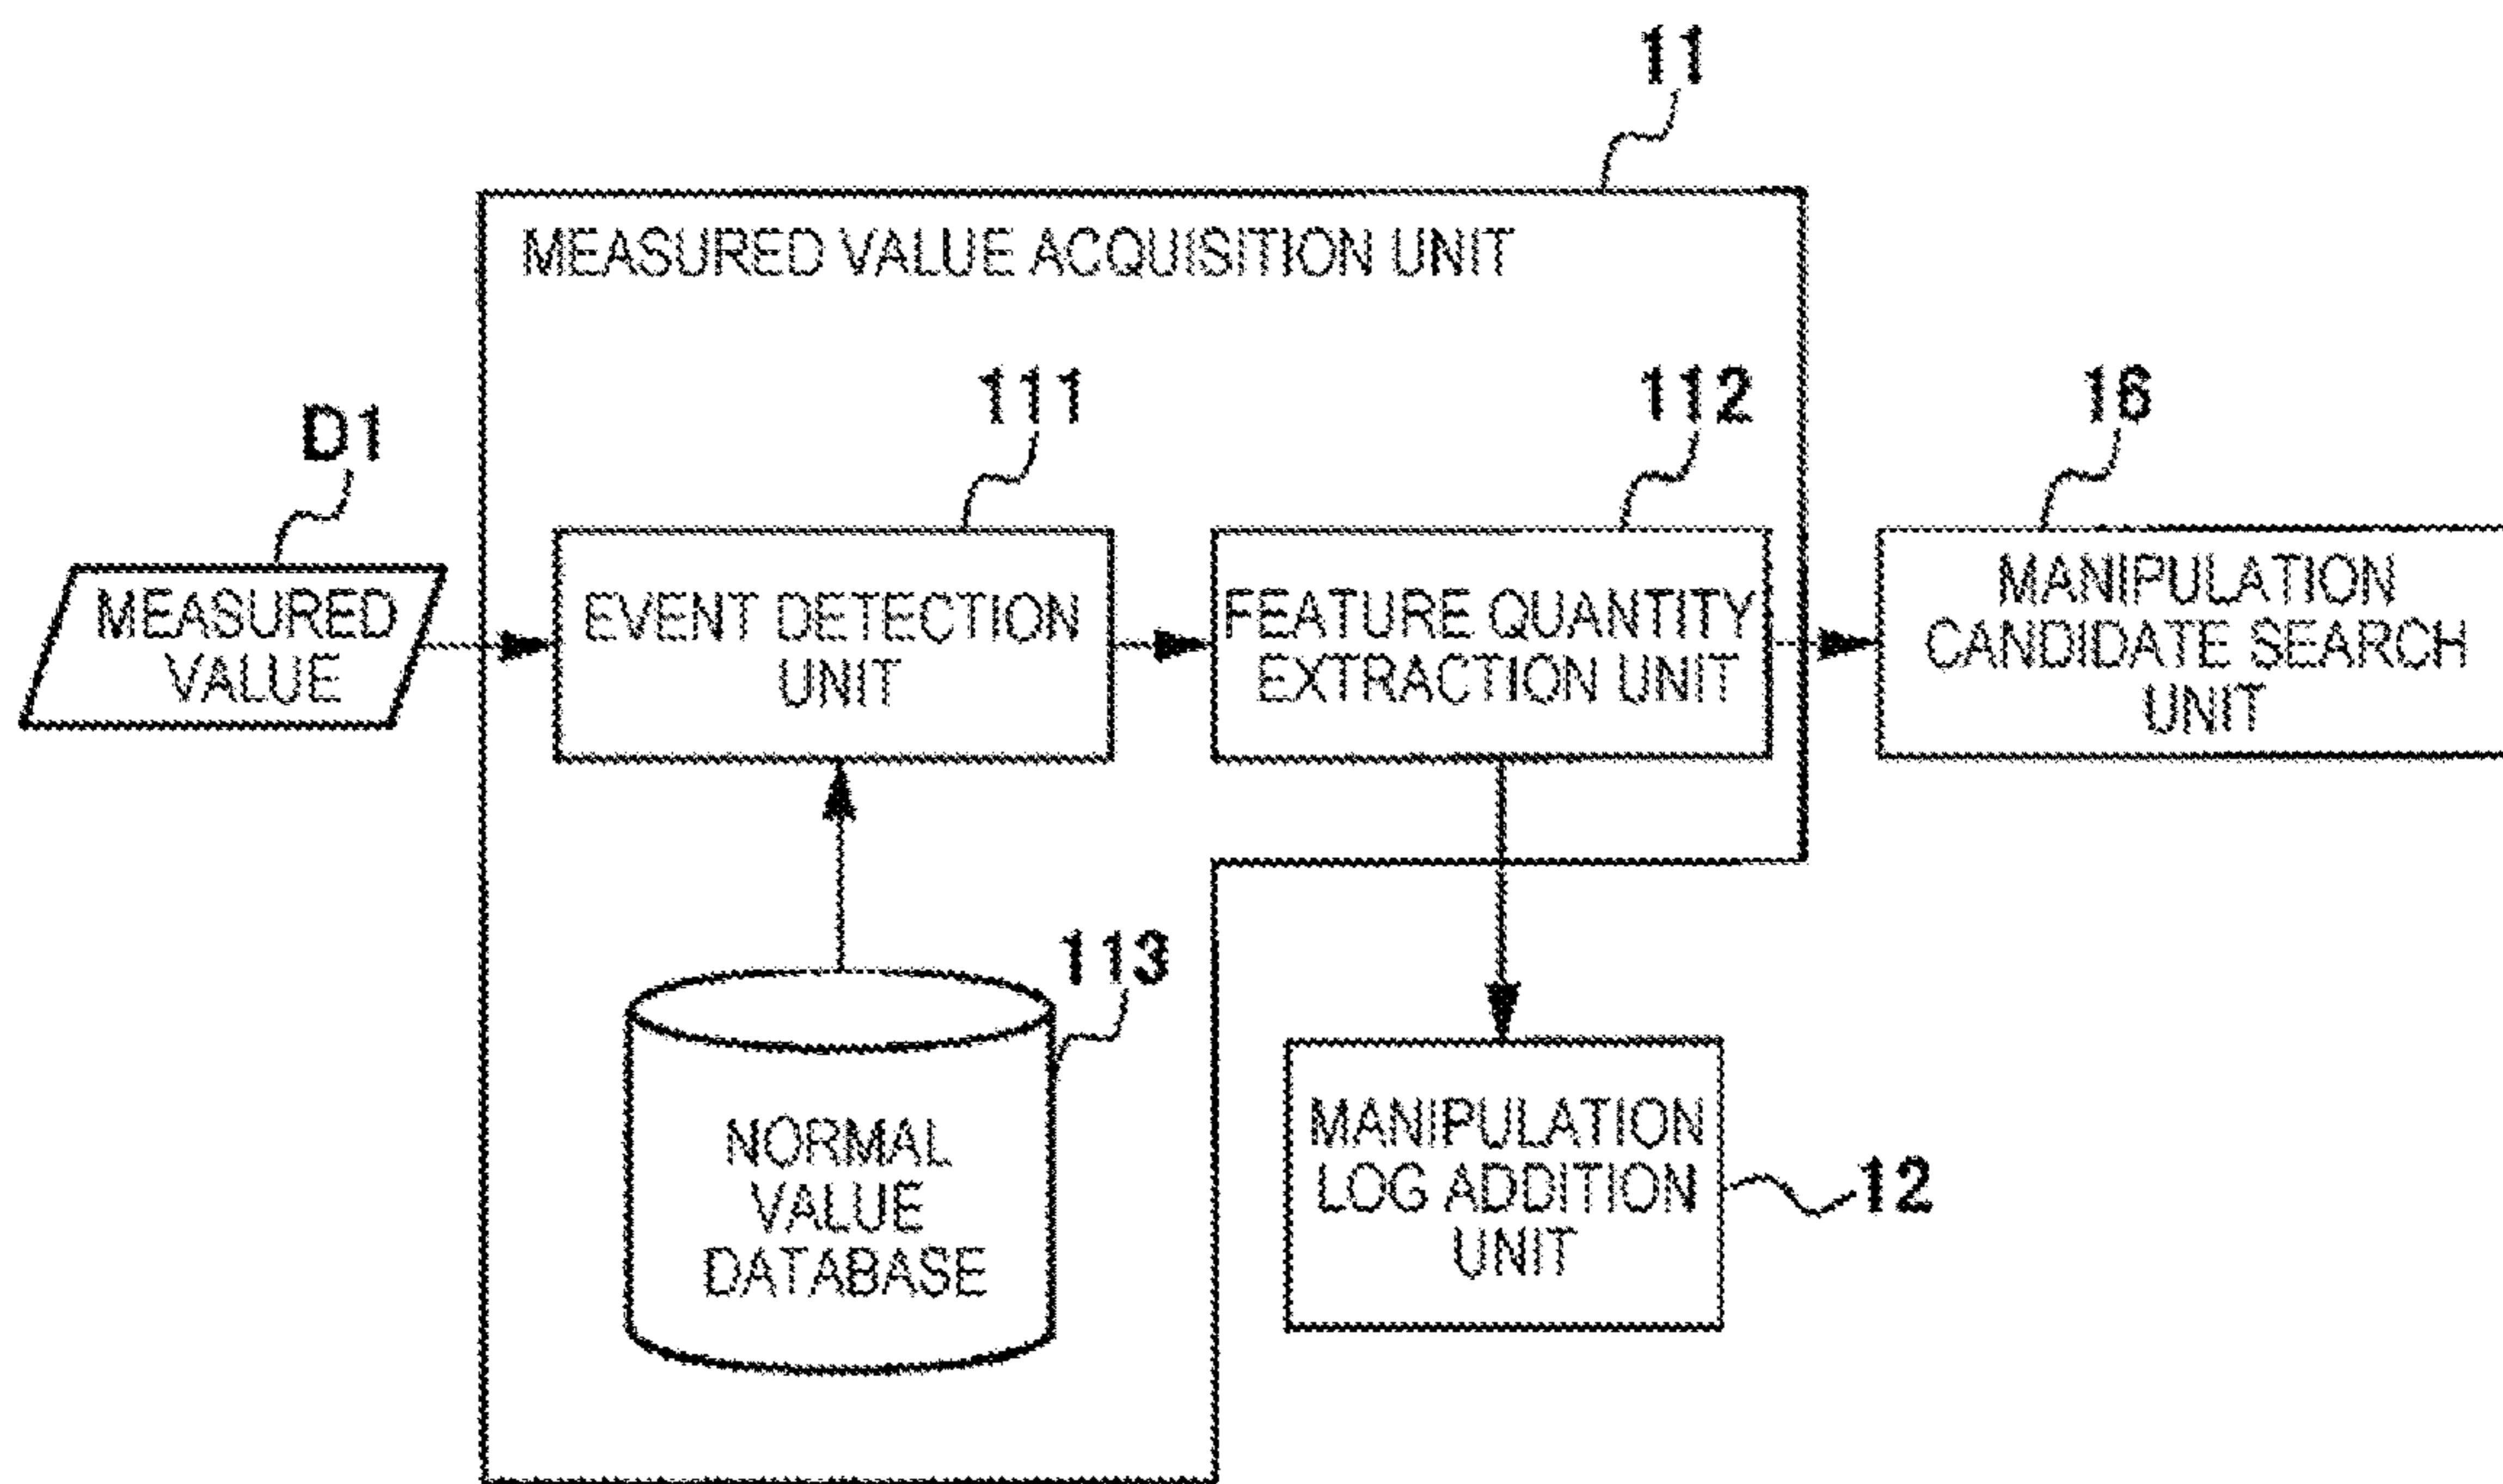 11
MEASURED VALUE ACQUISITION UNIT
D1
111
112
16
MEASURED
VALUE
EVENT DETECTION
UNIT
FEATURE QUANTITY
EXTRACTION UNIT
MANIPULATION
CANDIDATE SEARCH
UNIT
113
NORMAL
VALUE
DATABASE
MANIPULATION
LOG ADDITION
UNIT
12